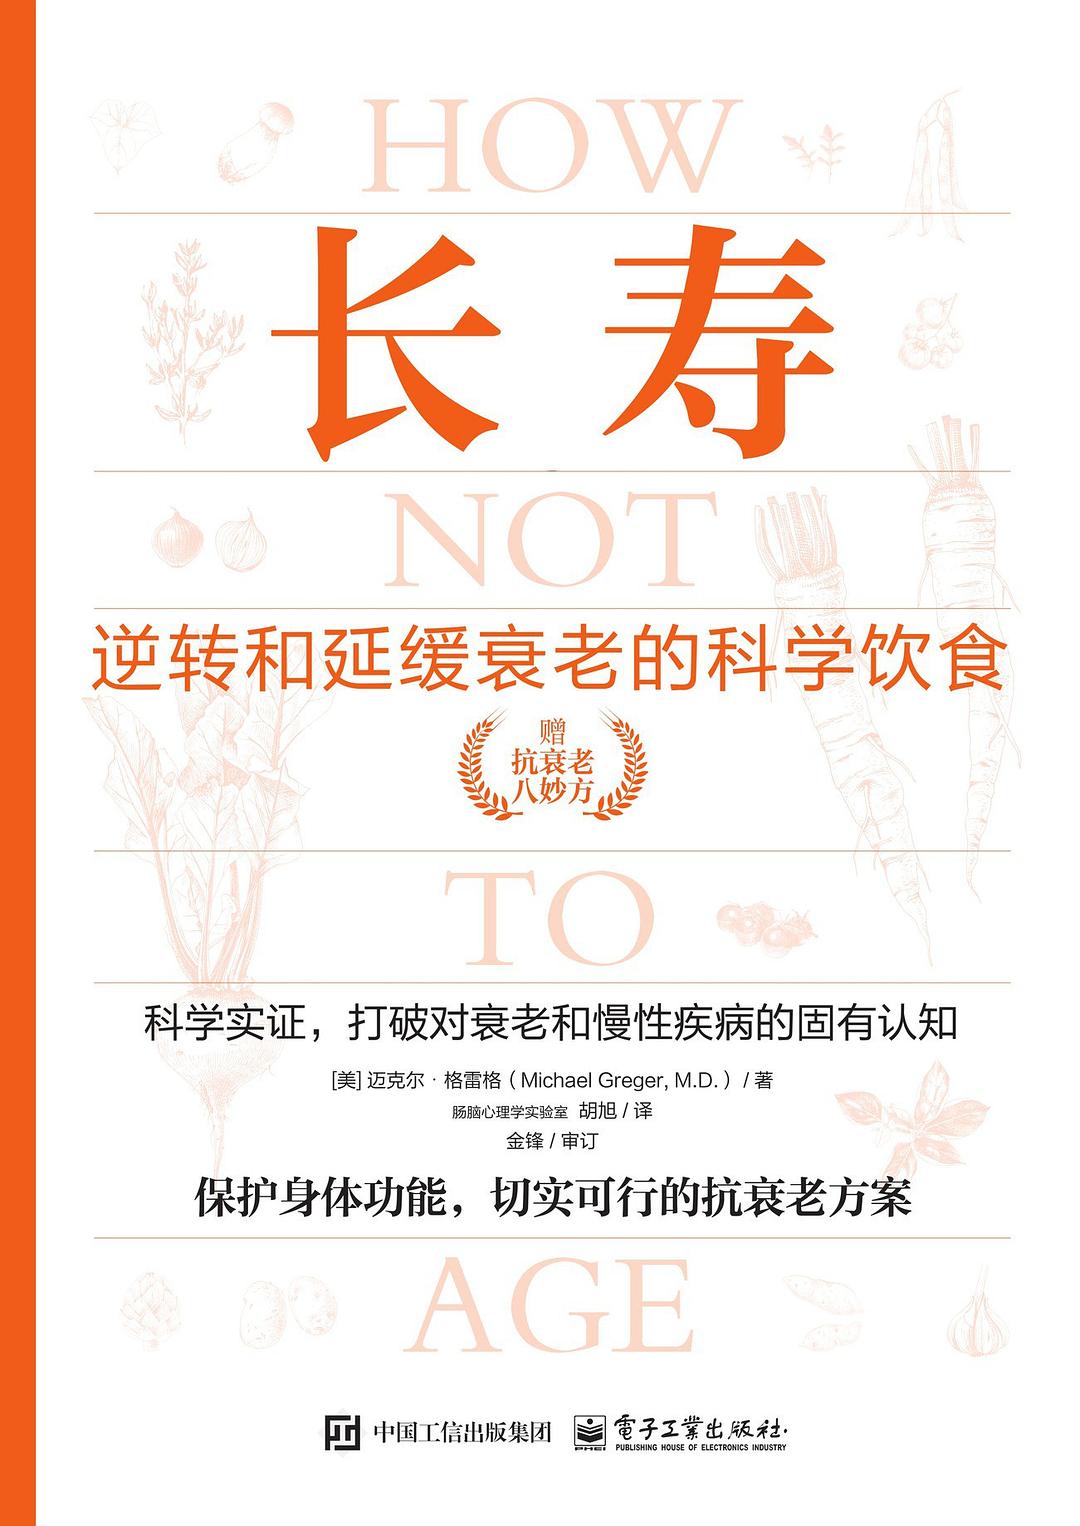 HOW
长寿
NOT
逆转和延缓衰老的科学饮食
赠
抗衰老
八妙方
TO
科学实证，打破对衰老和慢性疾病的固有认知
[美] 迈克尔 · 格雷格（Michael Greger, M.D.） / 著
肠脑心理学实验室 胡旭 / 译
金锋 / 审订
保护身体功能，切实可行的抗衰老方案
AGE
中国工信出版集团
電子工業出版社·
PHEI
PUBLISHING HOUSE OF ELECTRONICS INDUSTRY